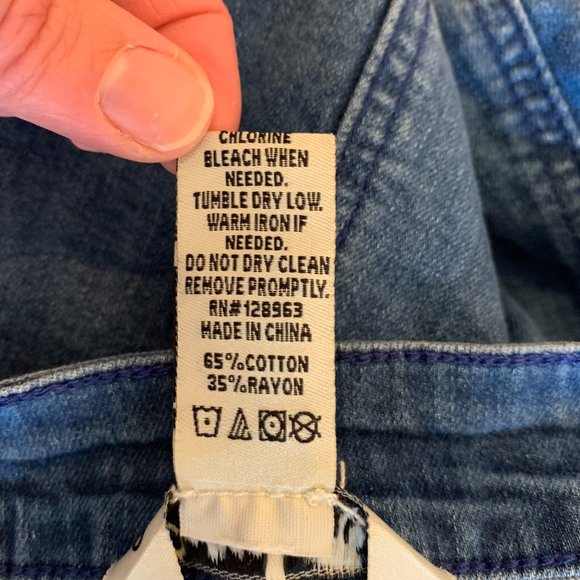 CHLORINE
BLEACH WHEN
NEEDED.
TUMBLE DRY LOW.
WARM IRON IF
NEEDED.
DO NOT DRY CLEAN
REMOVE PROMPTLY.
RN#128963
MADE IN CHINA
65%COTTON
35%RAYON